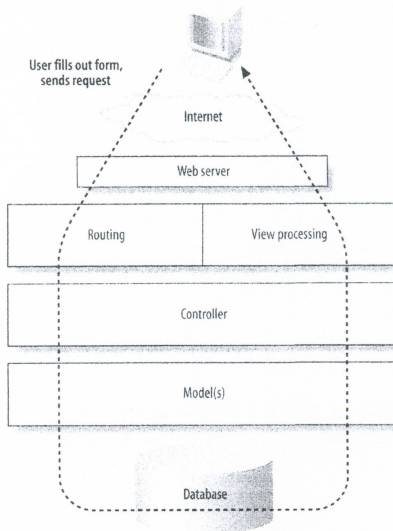 User fills out form,
sends request
Internet
Web server
Routing
View processing
Controller
Model(s)
Database